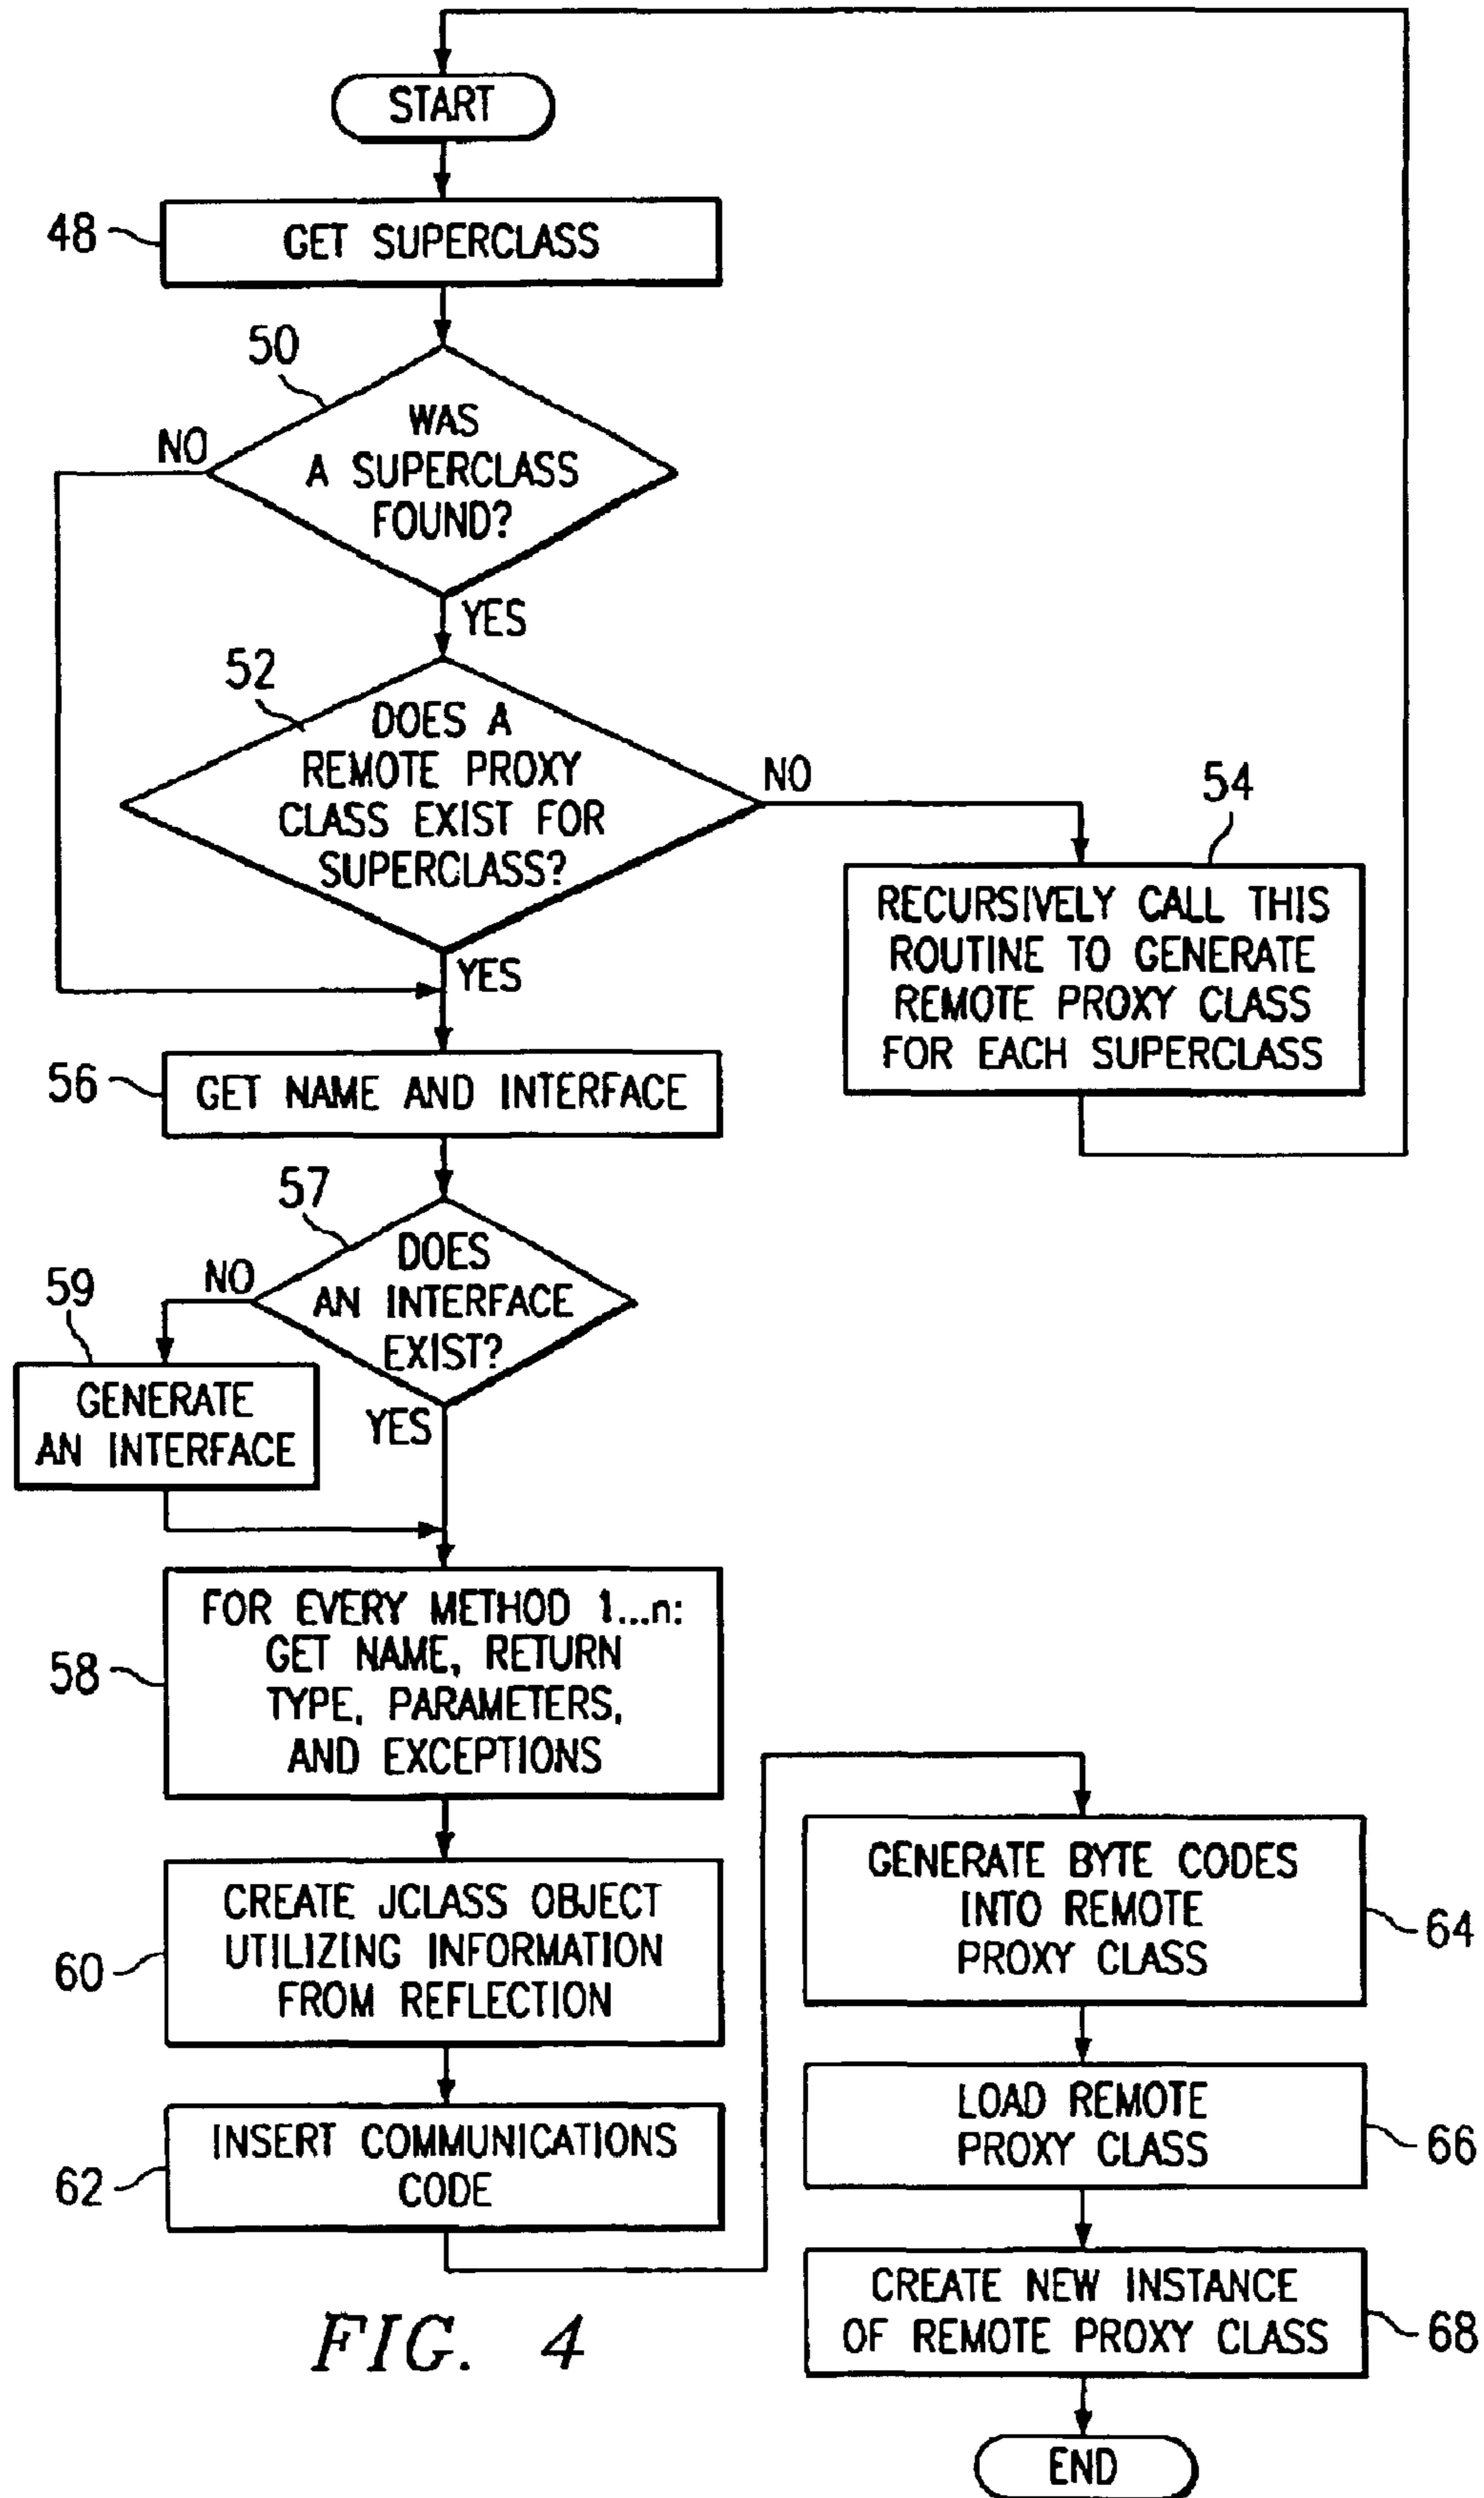 START
48
GET SUPERCLASS
50
WAS
A SUPERCLASS
FOUND?
NO
YES
52
DOES A
REMOTE PROXY
CLASS EXIST FOR
SUPERCLASS?
NO
YES
54
RECURSIVELY CALL THIS
ROUTINE TO GENERATE
REMOTE PROXY CLASS
FOR EACH SUPERCLASS
56
GET NAME AND INTERFACE
57
DOES
AN INTERFACE
EXIST?
NO
YES
59
GENERATE
AN INTERFACE
58
FOR EVERY METHOD 1...n:
GET NAME, RETURN
TYPE, PARAMETERS,
AND EXCEPTIONS
60
CREATE JCLASS OBJECT
UTILIZING INFORMATION
FROM REFLECTION
62
INSERT COMMUNICATIONS
CODE
64
GENERATE BYTE CODES
INTO REMOTE
PROXY CLASS
66
LOAD REMOTE
PROXY CLASS
68
CREATE NEW INSTANCE
OF REMOTE PROXY CLASS
END
FIG. 4